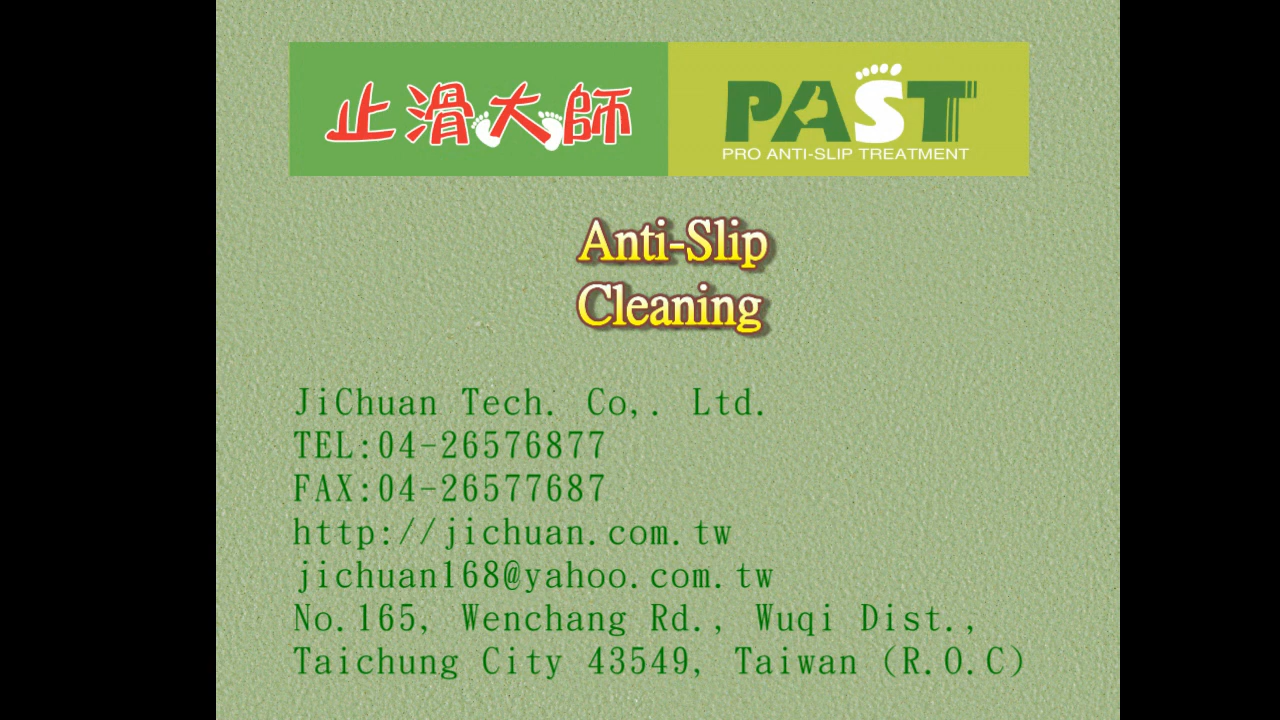 止滑大師
PAST
PRO ANTI-SLIP TREATMENT
Anti-Slip
Cleaning
JiChuan Tech. Co,. Ltd.
TEL:04-26576877
FAX:04-26577687
http://jichuan.com.tw
jichuan168@yahoo.com.tw
No.165, Wenchang Rd., Wuqi Dist.,
Taichung City 43549, Taiwan (R.O.C)